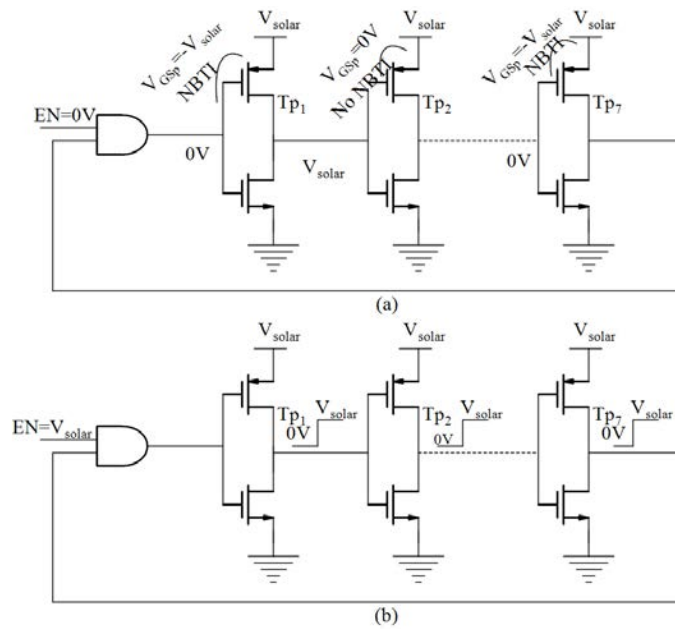 V_solar V_solar V_solar
V_GSp=-V_solar V_GSp=0V V_GSp=-V_solar
NBTI No NBTI NBTI
Tp_1 Tp_2 Tp_7
EN=0V
0V V_solar 0V
(a)
V_solar V_solar V_solar
Tp_1 V_solar Tp_2 V_solar Tp_7 V_solar
EN=V_solar 0V 0V 0V
(b)